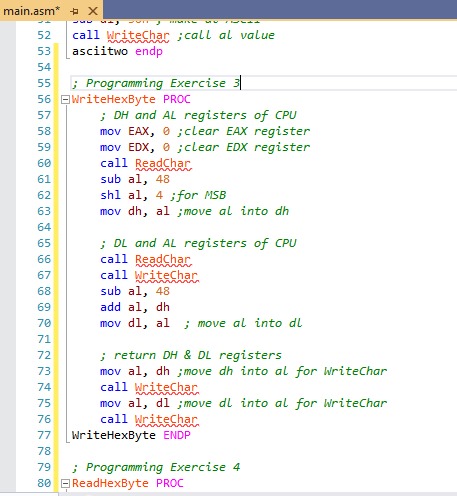 main.asm*
51 sub al, 30h ; make al Ascii
52 call WriteChar ;call al value
53 asciitwo endp
54
55 ; Programming Exercise 3
56 WriteHexByte PROC
57 ; DH and AL registers of CPU
58 mov EAX, 0 ;clear EAX register
59 mov EDX, 0 ;clear EDX register
60 call ReadChar
61 sub al, 48
62 shl al, 4 ;for MSB
63 mov dh, al ;move al into dh
64
65 ; DL and AL registers of CPU
66 call ReadChar
67 call WriteChar
68 sub al, 48
69 add al, dh
70 mov dl, al ; move al into dl
71
72 ; return DH & DL registers
73 mov al, dh ;move dh into al for WriteChar
74 call WriteChar
75 mov al, dl ;move dl into al for WriteChar
76 call WriteChar
77 WriteHexByte ENDP
78
79 ; Programming Exercise 4
80 ReadHexByte PROC